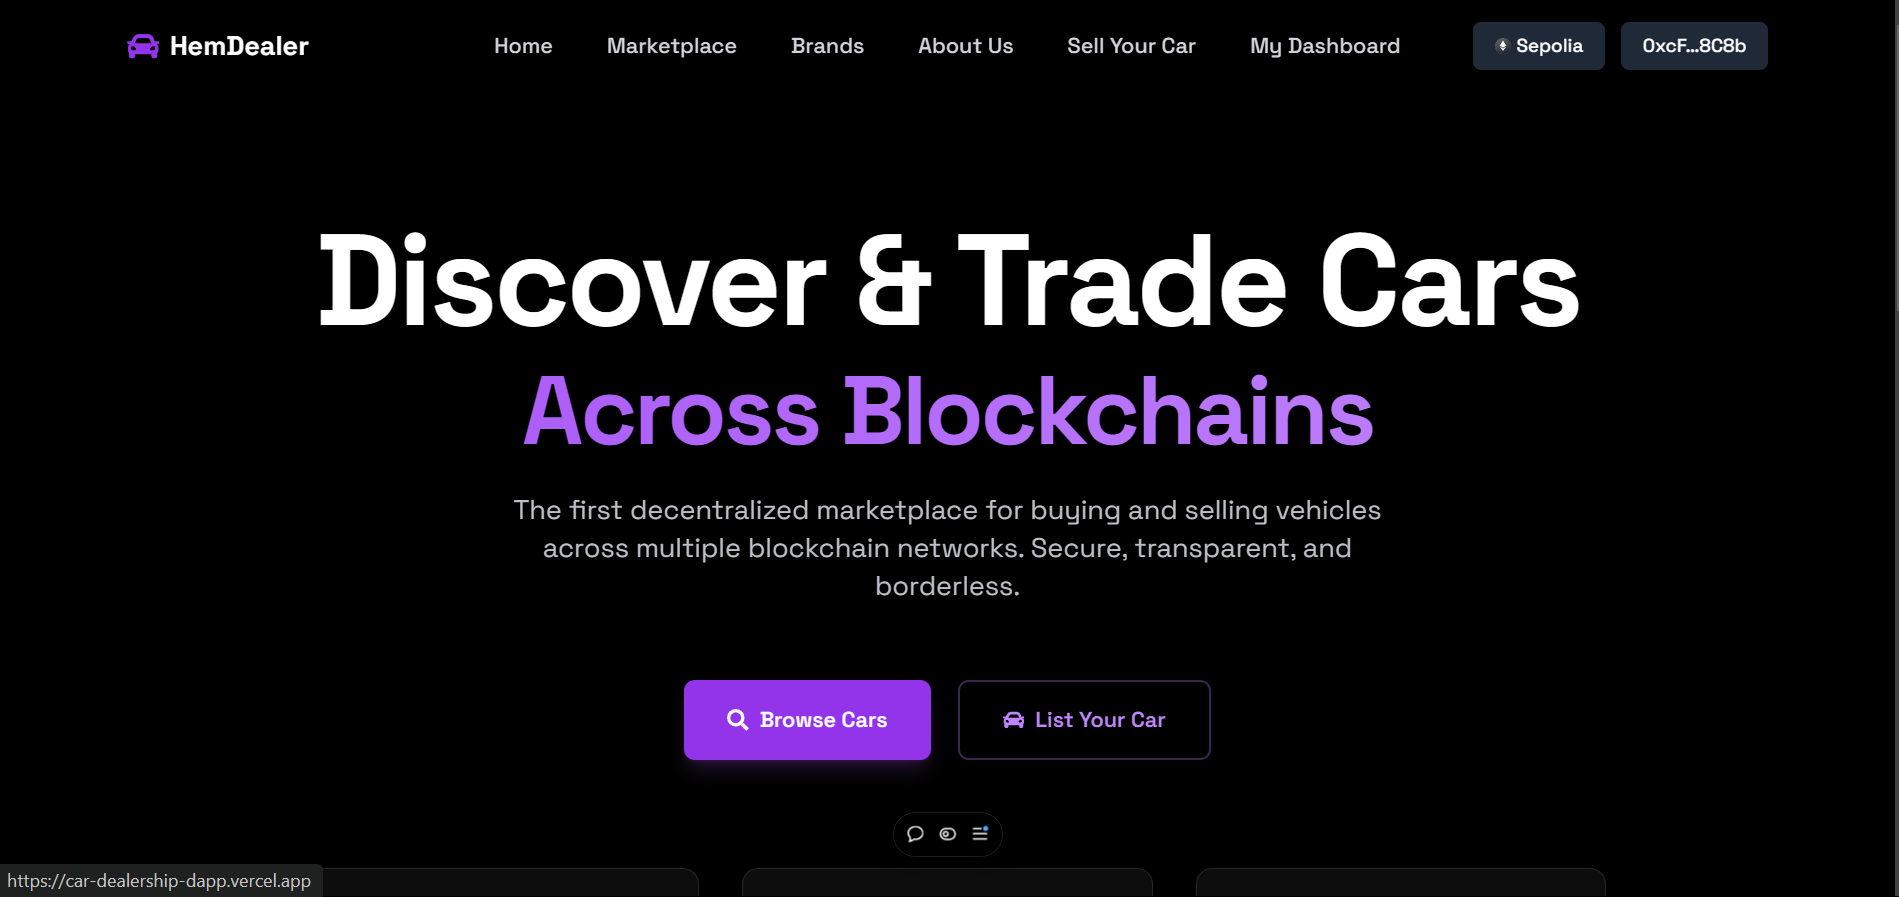 HemDealer
Home
Marketplace
Brands
About Us
Sell Your Car
My Dashboard
Sepolia
0xcF...8C8b
Discover & Trade Cars
Across Blockchains
The first decentralized marketplace for buying and selling vehicles
across multiple blockchain networks. Secure, transparent, and
borderless.
Browse Cars
List Your Car
https://car-dealership-dapp.vercel.app